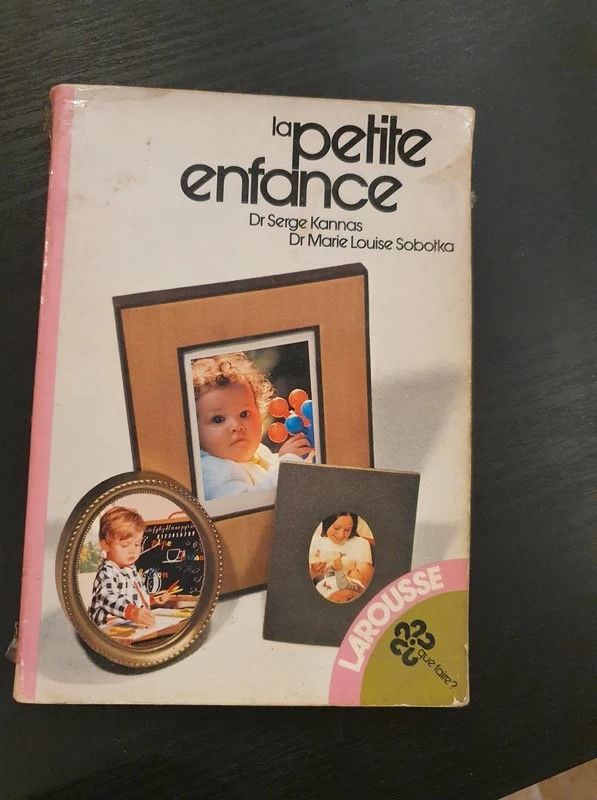 la petite
enfance
Dr Serge Kannas
Dr Marie Louise Sobotka
LAROUSSE
que faire?